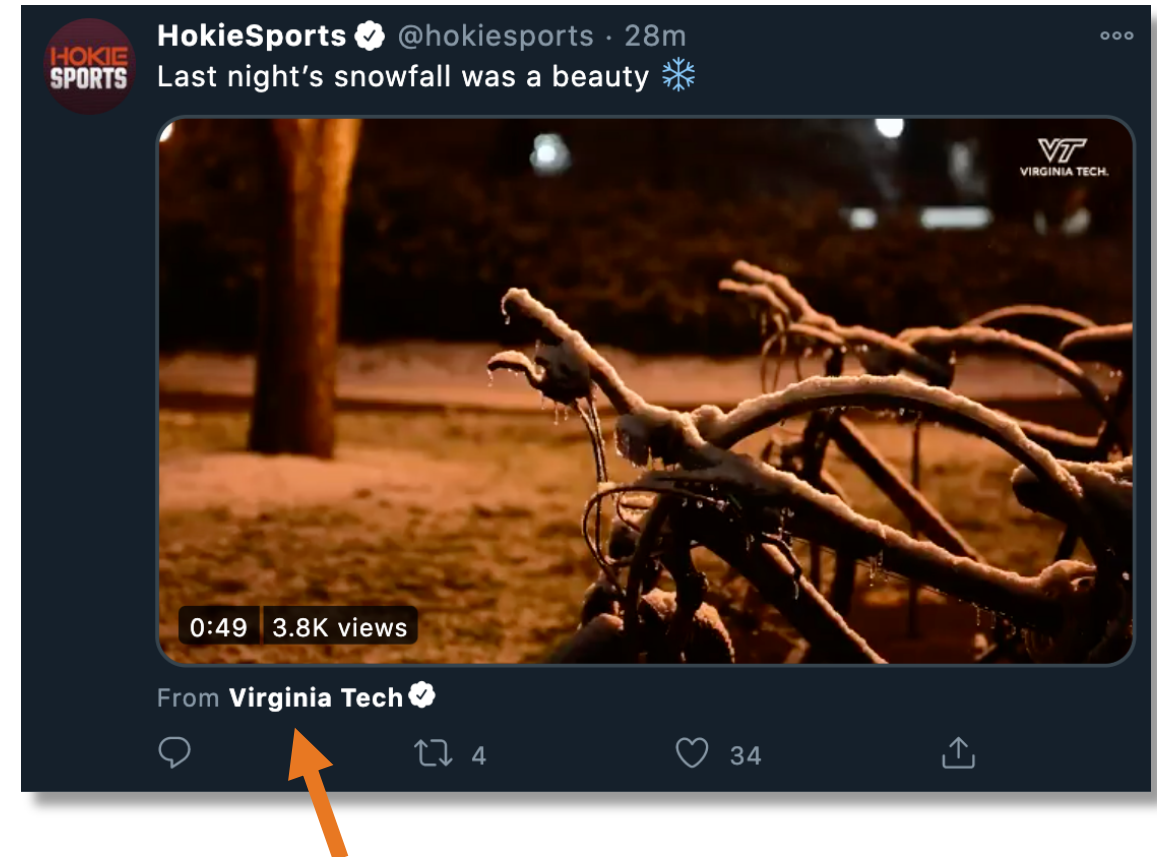 HOKIE
SPORTS
HokieSports @hokiesports · 28m
Last night's snowfall was a beauty ❄️
VT
VIRGINIA TECH.
0:49 3.8K views
From Virginia Tech
4 34